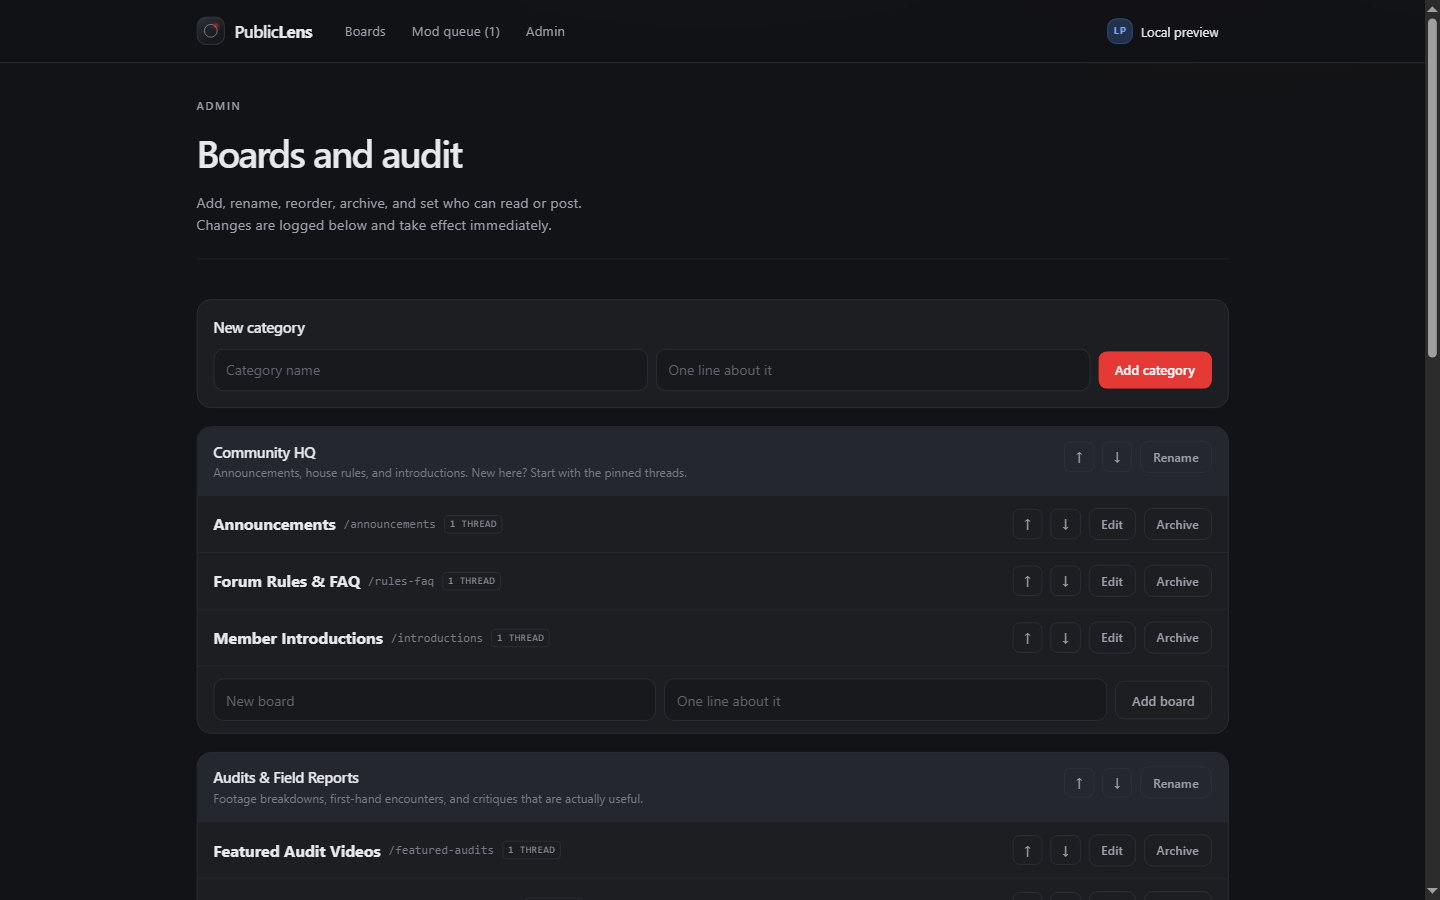 PublicLens Boards Mod queue (1) Admin LP Local preview
ADMIN
Boards and audit
Add, rename, reorder, archive, and set who can read or post.
Changes are logged below and take effect immediately.
New category
Category name One line about it Add category
Community HQ ↑ ↓ Rename
Announcements, house rules, and introductions. New here? Start with the pinned threads.
Announcements /announcements 1 THREAD ↑ ↓ Edit Archive
Forum Rules & FAQ /rules-faq 1 THREAD ↑ ↓ Edit Archive
Member Introductions /introductions 1 THREAD ↑ ↓ Edit Archive
New board One line about it Add board
Audits & Field Reports ↑ ↓ Rename
Footage breakdowns, first-hand encounters, and critiques that are actually useful.
Featured Audit Videos /featured-audits 1 THREAD ↑ ↓ Edit Archive